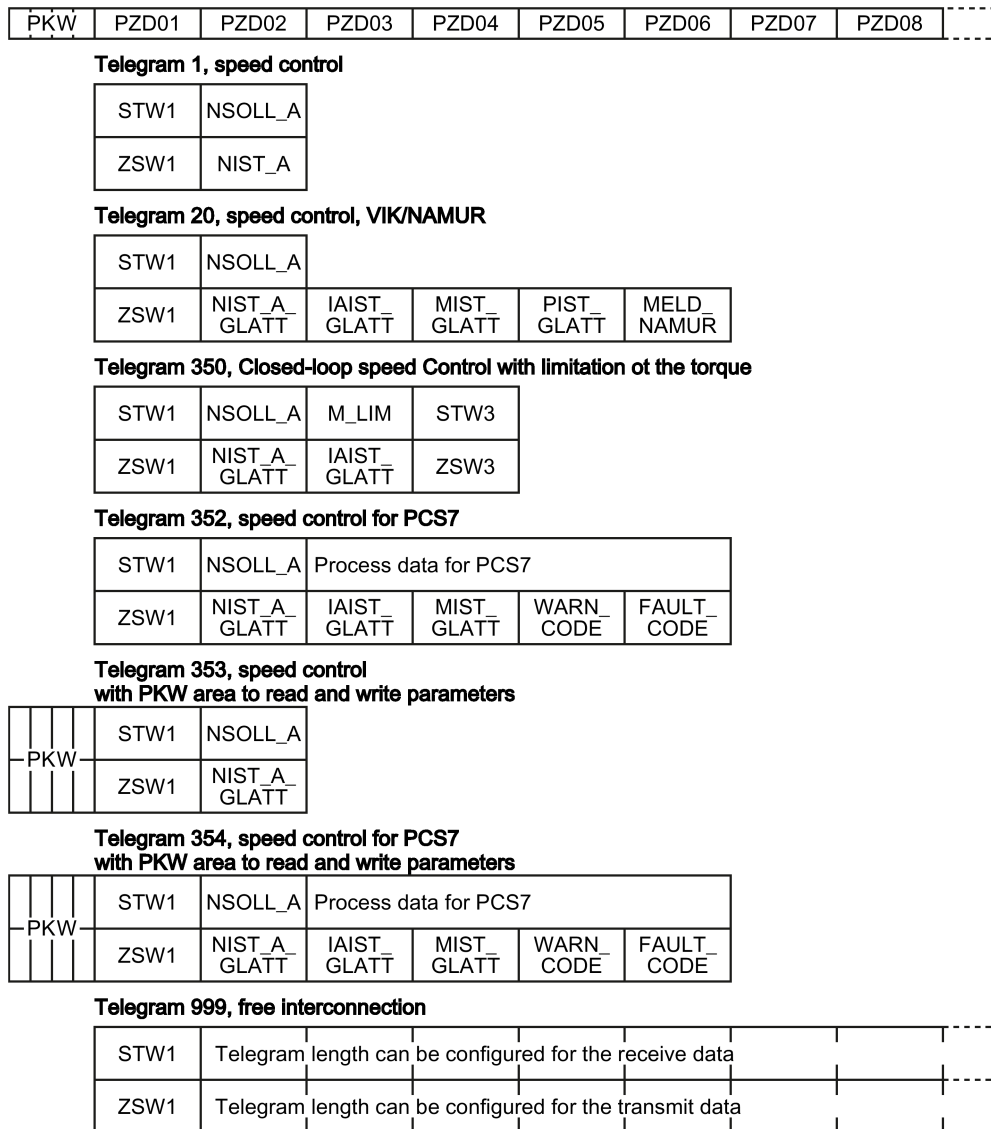 PKW PZD01 PZD02 PZD03 PZD04 PZD05 PZD06 PZD07 PZD08
Telegram 1, speed control
STW1 NSOLL_A
ZSW1 NIST_A
Telegram 20, speed control, VIK/NAMUR
STW1 NSOLL_A
ZSW1 NIST_A_ GLATT IAIST_ GLATT MIST_ GLATT PIST_ GLATT MELD_ NAMUR
Telegram 350, Closed-loop speed Control with limitation ot the torque
STW1 NSOLL_A M_LIM STW3
ZSW1 NIST_A_ GLATT IAIST_ GLATT ZSW3
Telegram 352, speed control for PCS7
STW1 NSOLL_A Process data for PCS7
ZSW1 NIST_A_ GLATT IAIST_ GLATT MIST_ GLATT WARN_ CODE FAULT_ CODE
Telegram 353, speed control
with PKW area to read and write parameters
PKW
STW1 NSOLL_A
ZSW1 NIST_A_ GLATT
Telegram 354, speed control for PCS7
with PKW area to read and write parameters
PKW
STW1 NSOLL_A Process data for PCS7
ZSW1 NIST_A_ GLATT IAIST_ GLATT MIST_ GLATT WARN_ CODE FAULT_ CODE
Telegram 999, free interconnection
STW1 Telegram length can be configured for the receive data
ZSW1 Telegram length can be configured for the transmit data